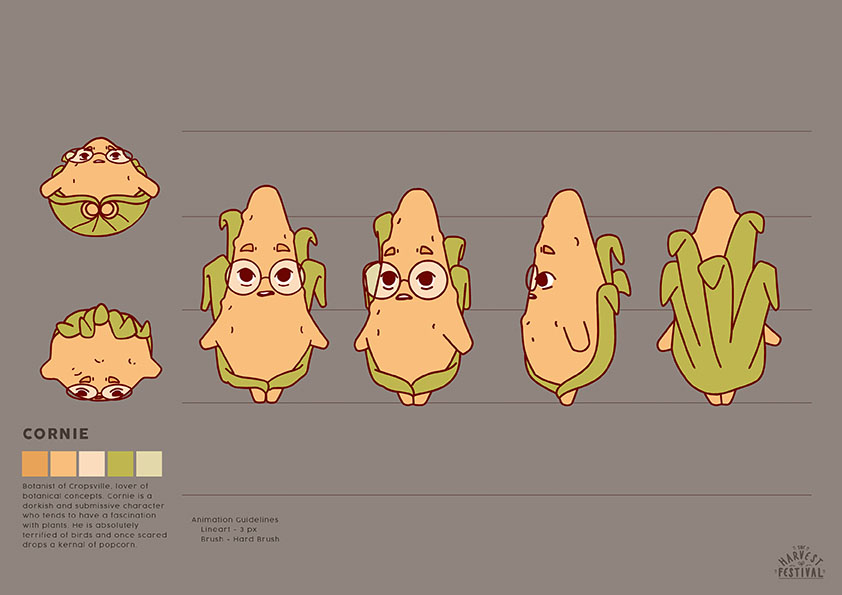 CORNIE
Botanist of Cropsville, lover of
botanical concepts. Cornie is a
dorkish and submissive character
who tends to have a fascination
with plants. He is absolutely
terrified of birds and once scared
drops a kernal of popcorn.
Animation Guidelines
Lineart - 3 px
Brush - Hard Brush
THE
HARVEST
FESTIVAL